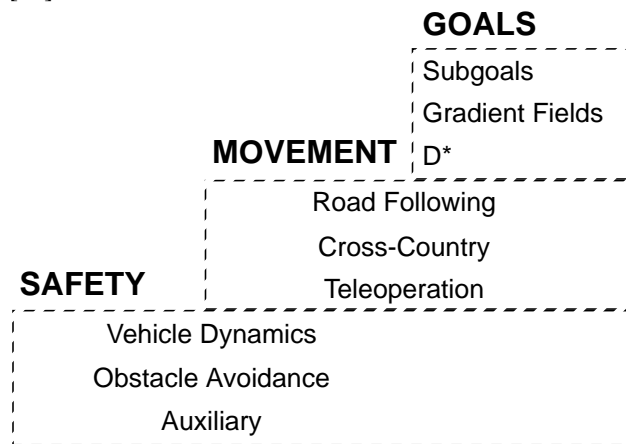 GOALS
Subgoals
Gradient Fields
MOVEMENT
D*
Road Following
Cross-Country
SAFETY
Teleoperation
Vehicle Dynamics
Obstacle Avoidance
Auxiliary